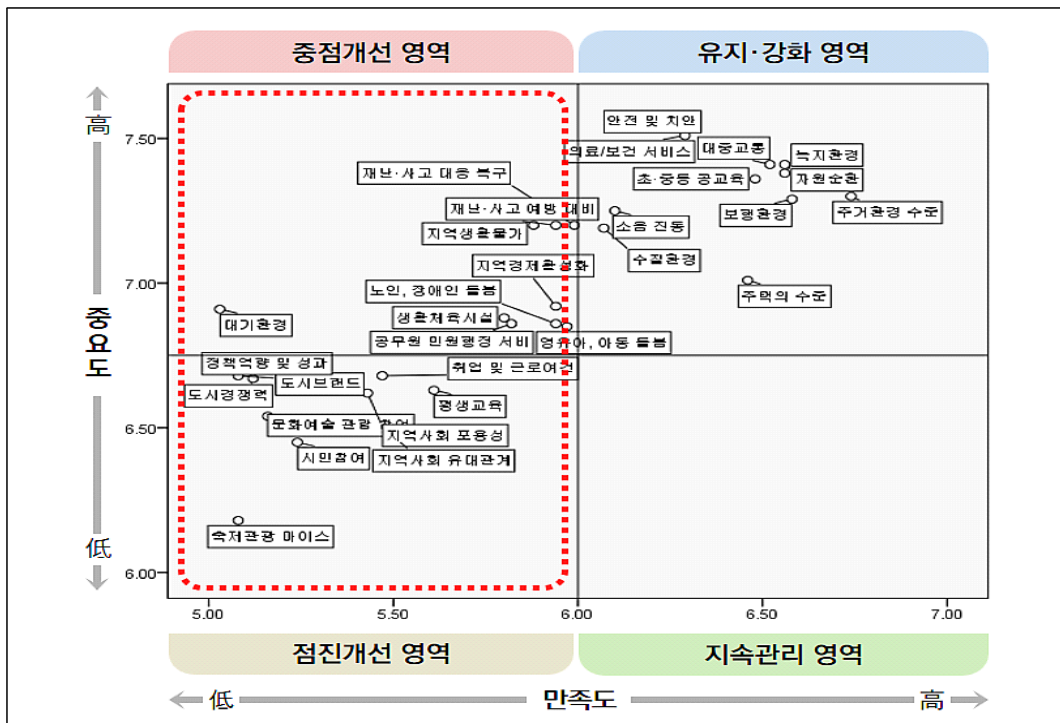 중점개선 영역
유지·강화 영역
高
7.50
안전 및 치안
의료/보건 서비스
대중교통
녹지환경
재난·사고 대응 복구
초·중등 공교육
자원순환
재난·사고 예방 대비
보행환경
주거환경 수준
지역생활물가
소음 진동
수질환경
지역경제활성화
7.00
노인, 장애인 돌봄
주택의 수준
대기환경
생활체육시설
공무원 민원행정 서비
영유아, 아동 돌봄
중요도
정책역량 및 성과
취업 및 근로여건
도시경쟁력
도시브랜드
평생교육
6.50
문화예술 관광
지역사회 포용성
시민참여
지역사회 유대관계
축제관광 마이스
低
6.00
5.00
5.50
6.00
6.50
7.00
점진개선 영역
지속관리 영역
低
만족도
高